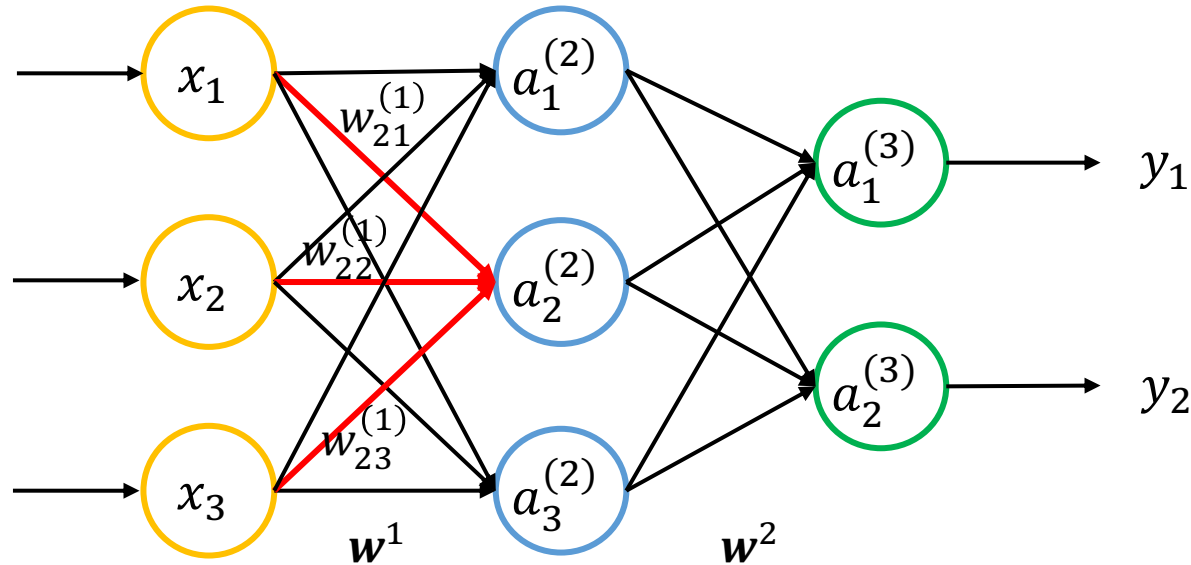 x₁
w₂₁⁽¹⁾
a₁⁽²⁾
a₁⁽³⁾
y₁
x₂
w₂₂⁽¹⁾
a₂⁽²⁾
a₂⁽³⁾
y₂
x₃
w₂₃⁽¹⁾
a₃⁽²⁾
w¹
w²